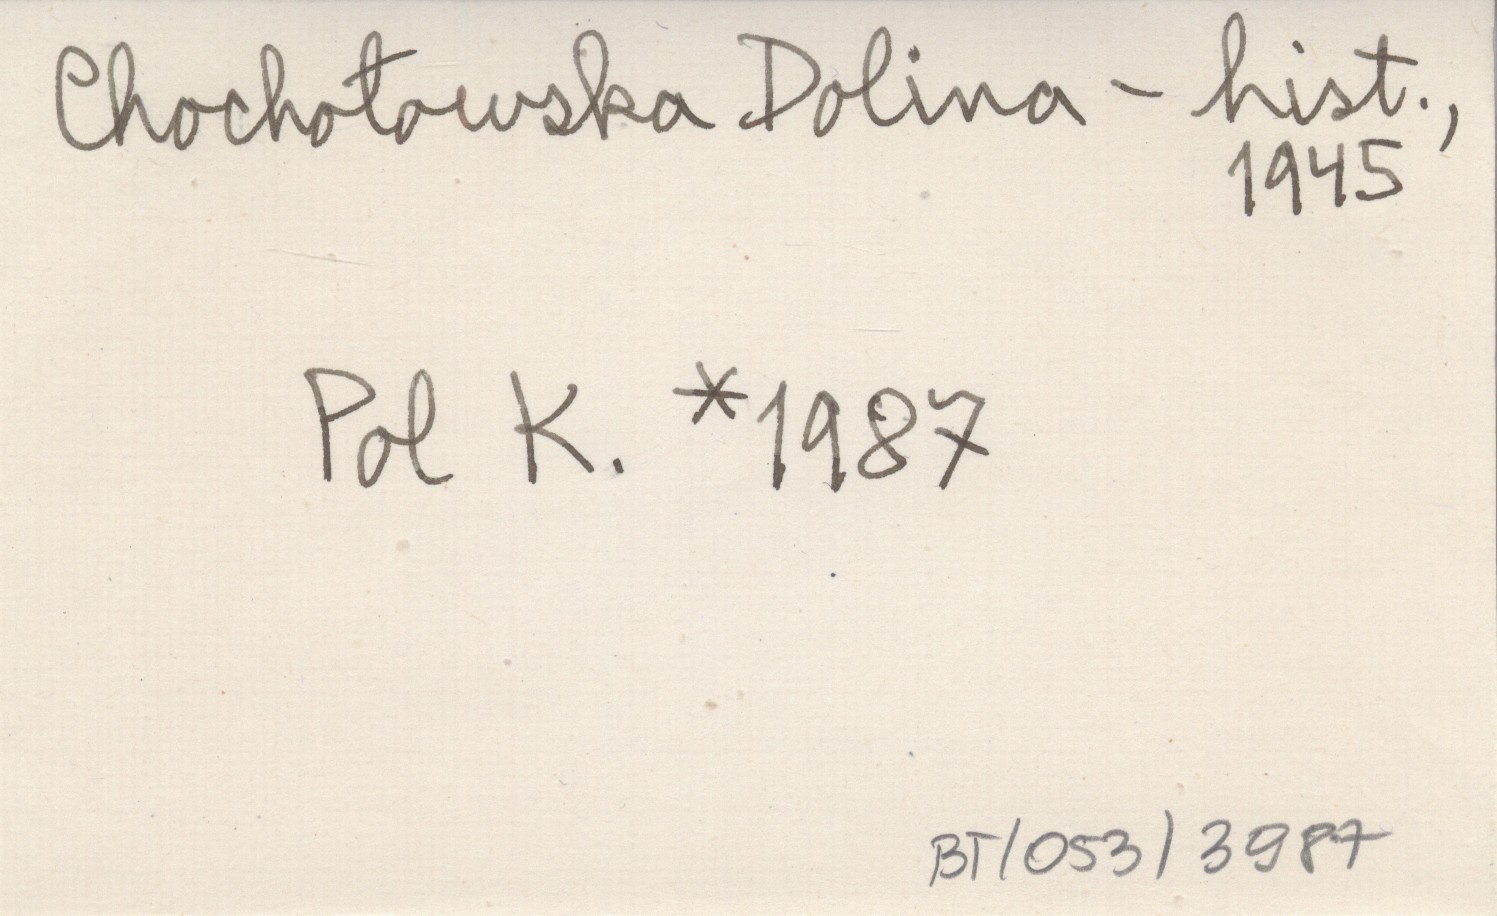 Chochołowska Dolina - hist.,
1945
Pol K. *1987
BT/053/3987